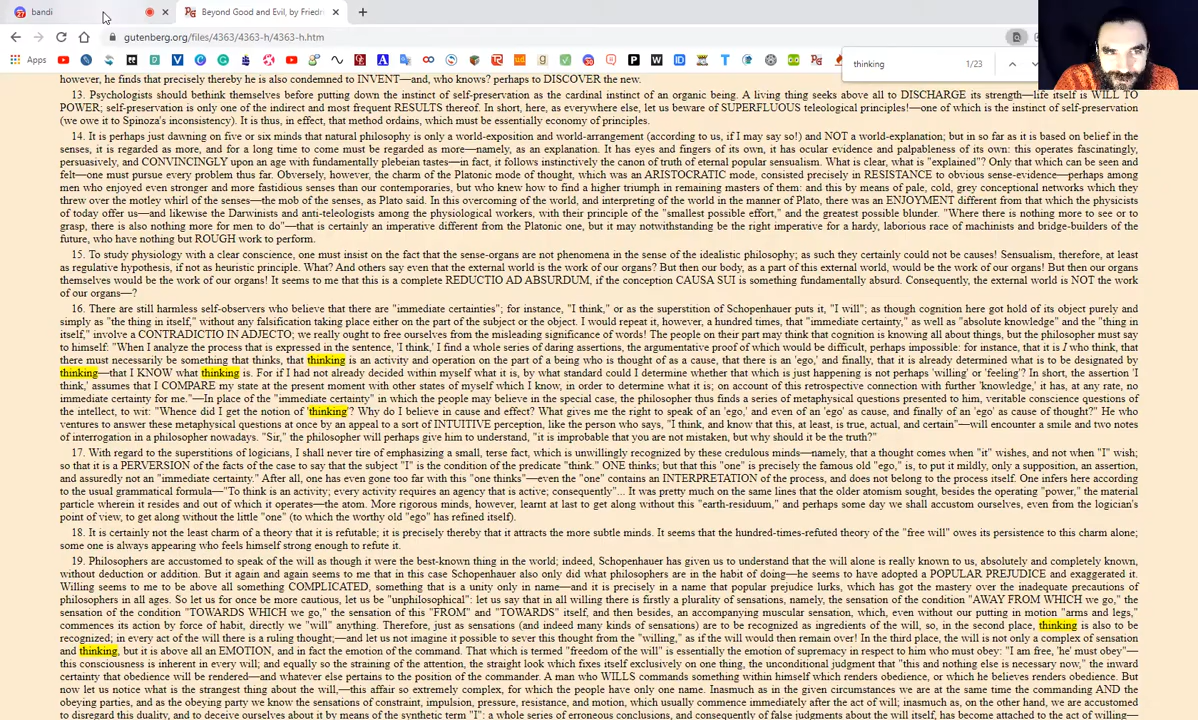 bandi
Beyond Good and Evil, by Friedr
gutenberg.org/files/4363/4363-h/4363-h.htm
Apps
thinking 1/23
however, he finds that precisely thereby he is also condemned to INVENT—and, who knows? perhaps to DISCOVER the new.
13. Psychologists should bethink themselves before putting down the instinct of self-preservation as the cardinal instinct of an organic being. A living thing seeks above all to DISCHARGE its strength—life itself is WILL TO
POWER; self-preservation is only one of the indirect and most frequent RESULTS thereof. In short, here, as everywhere else, let us beware of SUPERFLUOUS teleological principles!—one of which is the instinct of self-preservation
(we owe it to Spinoza's inconsistency). It is thus, in effect, that method ordains, which must be essentially economy of principles.
14. It is perhaps just dawning on five or six minds that natural philosophy is only a world-exposition and world-arrangement (according to us, if I may say so!) and NOT a world-explanation; but in so far as it is based on belief in the
senses, it is regarded as more, and for a long time to come must be regarded as more—namely, as an explanation. It has eyes and fingers of its own, it has ocular evidence and palpableness of its own: this operates fascinatingly,
persuasively, and CONVINCINGLY upon an age with fundamentally plebeian tastes—in fact, it follows instinctively the canon of truth of eternal popular sensualism. What is clear, what is "explained"? Only that which can be seen and
felt—one must pursue every problem thus far. Obversely, however, the charm of the Platonic mode of thought, which was an ARISTOCRATIC mode, consisted precisely in RESISTANCE to obvious sense-evidence—perhaps among
men who enjoyed even stronger and more fastidious senses than our contemporaries, but who knew how to find a higher triumph in remaining masters of them: and this by means of pale, cold, grey conceptional networks which they
threw over the motley whirl of the senses—the mob of the senses, as Plato said. In this overcoming of the world, and interpreting of the world in the manner of Plato, there was an ENJOYMENT different from that which the physicists
of today offer us—and likewise the Darwinists and anti-teleologists among the physiological workers, with their principle of the "smallest possible effort," and the greatest possible blunder. "Where there is nothing more to see or to
grasp, there is also nothing more for men to do"—that is certainly an imperative different from the Platonic one, but it may notwithstanding be the right imperative for a hardy, laborious race of machinists and bridge-builders of the
future, who have nothing but ROUGH work to perform.
15. To study physiology with a clear conscience, one must insist on the fact that the sense-organs are not phenomena in the sense of the idealistic philosophy; as such they certainly could not be causes! Sensualism, therefore, at least
as regulative hypothesis, if not as heuristic principle. What? And others say even that the external world is the work of our organs? But then our body, as a part of this external world, would be the work of our organs! But then our organs
themselves would be the work of our organs! It seems to me that this is a complete REDUCTIO AD ABSURDUM, if the conception CAUSA SUI is something fundamentally absurd. Consequently, the external world is NOT the work
of our organs—?
16. There are still harmless self-observers who believe that there are "immediate certainties"; for instance, "I think," or as the superstition of Schopenhauer puts it, "I will"; as though cognition here got hold of its object purely and
simply as "the thing in itself," without any falsification taking place either on the part of the subject or the object. I would repeat it, however, a hundred times, that "immediate certainty," as well as "absolute knowledge" and the "thing in
itself," involve a CONTRADICTIO IN ADJECTO; we really ought to free ourselves from the misleading significance of words! The people on their part may think that cognition is knowing all about things, but the philosopher must say
to himself: "When I analyze the process that is expressed in the sentence, 'I think,' I find a whole series of daring assertions, the argumentative proof of which would be difficult, perhaps impossible: for instance, that it is I who think, that
there must necessarily be something that thinks, that thinking is an activity and operation on the part of a being who is thought of as a cause, that there is an 'ego,' and finally, that it is already determined what is to be designated by
thinking—that I KNOW what thinking is. For if I had not already decided within myself what it is, by what standard could I determine whether that which is just happening is not perhaps 'willing' or 'feeling'? In short, the assertion 'I
think,' assumes that I COMPARE my state at the present moment with other states of myself which I know, in order to determine what it is; on account of this retrospective connection with further 'knowledge,' it has, at any rate, no
immediate certainty for me."—In place of the "immediate certainty" in which the people may believe in the special case, the philosopher thus finds a series of metaphysical questions presented to him, veritable conscience questions of
the intellect, to wit: "Whence did I get the notion of 'thinking'? Why do I believe in cause and effect? What gives me the right to speak of an 'ego,' and even of an 'ego' as cause, and finally of an 'ego' as cause of thought?" He who
ventures to answer these metaphysical questions at once by an appeal to a sort of INTUITIVE perception, like the person who says, "I think, and know that this, at least, is true, actual, and certain"—will encounter a smile and two notes
of interrogation in a philosopher nowadays. "Sir," the philosopher will perhaps give him to understand, "it is improbable that you are not mistaken, but why should it be the truth?"
17. With regard to the superstitions of logicians, I shall never tire of emphasizing a small, terse fact, which is unwillingly recognized by these credulous minds—namely, that a thought comes when "it" wishes, and not when "I" wish;
so that it is a PERVERSION of the facts of the case to say that the subject "I" is the condition of the predicate "think." ONE thinks; but that this "one" is precisely the famous old "ego," is, to put it mildly, only a supposition, an assertion,
and assuredly not an "immediate certainty." After all, one has even gone too far with this "one thinks"—even the "one" contains an INTERPRETATION of the process, and does not belong to the process itself. One infers here according
to the usual grammatical formula—"To think is an activity; every activity requires an agency that is active; consequently"... It was pretty much on the same lines that the older atomism sought, besides the operating "power," the material
particle wherein it resides and out of which it operates—the atom. More rigorous minds, however, learnt at last to get along without this "earth-residuum," and perhaps some day we shall accustom ourselves, even from the logician's
point of view, to get along without the little "one" (to which the worthy old "ego" has refined itself).
18. It is certainly not the least charm of a theory that it is refutable; it is precisely thereby that it attracts the more subtle minds. It seems that the hundred-times-refuted theory of the "free will" owes its persistence to this charm alone;
some one is always appearing who feels himself strong enough to refute it.
19. Philosophers are accustomed to speak of the will as though it were the best-known thing in the world; indeed, Schopenhauer has given us to understand that the will alone is really known to us, absolutely and completely known,
without deduction or addition. But it again and again seems to me that in this case Schopenhauer also only did what philosophers are in the habit of doing—he seems to have adopted a POPULAR PREJUDICE and exaggerated it.
Willing seems to me to be above all something COMPLICATED, something that is a unity only in name—and it is precisely in a name that popular prejudice lurks, which has got the mastery over the inadequate precautions of
philosophers in all ages. So let us for once be more cautious, let us be "unphilosophical": let us say that in all willing there is firstly a plurality of sensations, namely, the sensation of the condition "AWAY FROM WHICH we go," the
sensation of the condition "TOWARDS WHICH we go," the sensation of this "FROM" and "TOWARDS" itself, and then besides, an accompanying muscular sensation, which, even without our putting in motion "arms and legs,"
commences its action by force of habit, directly we "will" anything. Therefore, just as sensations (and indeed many kinds of sensations) are to be recognized as ingredients of the will, so, in the second place, thinking is also to be
recognized; in every act of the will there is a ruling thought;—and let us not imagine it possible to sever this thought from the "willing," as if the will would then remain over! In the third place, the will is not only a complex of sensation
and thinking, but it is above all an EMOTION, and in fact the emotion of the command. That which is termed "freedom of the will" is essentially the emotion of supremacy in respect to him who must obey: "I am free, 'he' must obey"—
this consciousness is inherent in every will; and equally so the straining of the attention, the straight look which fixes itself exclusively on one thing, the unconditional judgment that "this and nothing else is necessary now," the inward
certainty that obedience will be rendered—and whatever else pertains to the position of the commander. A man who WILLS commands something within himself which renders obedience, or which he believes renders obedience. But
now let us notice what is the strangest thing about the will,—this affair so extremely complex, for which the people have only one name. Inasmuch as in the given circumstances we are at the same time the commanding AND the
obeying parties, and as the obeying party we know the sensations of constraint, impulsion, pressure, resistance, and motion, which usually commence immediately after the act of will; inasmuch as, on the other hand, we are accustomed
to disregard this duality, and to deceive ourselves about it by means of the synthetic term "I": a whole series of erroneous conclusions, and consequently of false judgments about the will itself, has become attached to the act of willing—